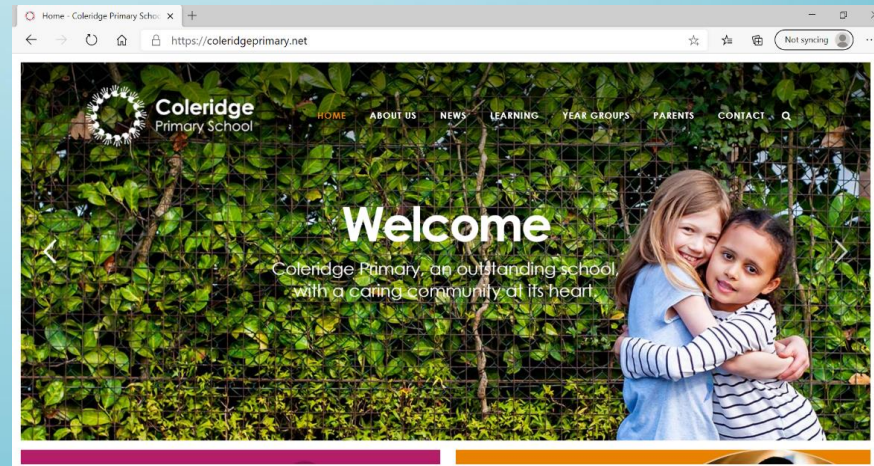 Home - Coleridge Primary Schoo
https://coleridgeprimary.net
Not syncing
Coleridge
Primary School
HOME ABOUT US NEWS LEARNING YEAR GROUPS PARENTS CONTACT
Welcome
Coleridge Primary, an outstanding school,
with a caring community at its heart.